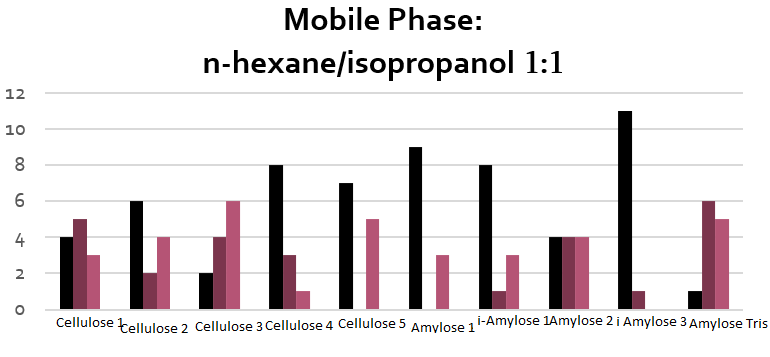 Mobile Phase:
n-hexane/isopropanol 1:1
12
10
8
6
4
2
0
Cellulose 1
Cellulose 2
Cellulose 3
Cellulose 4
Cellulose 5
Amylose 1
i-Amylose 1
Amylose 2
i Amylose 3
Amylose Tris